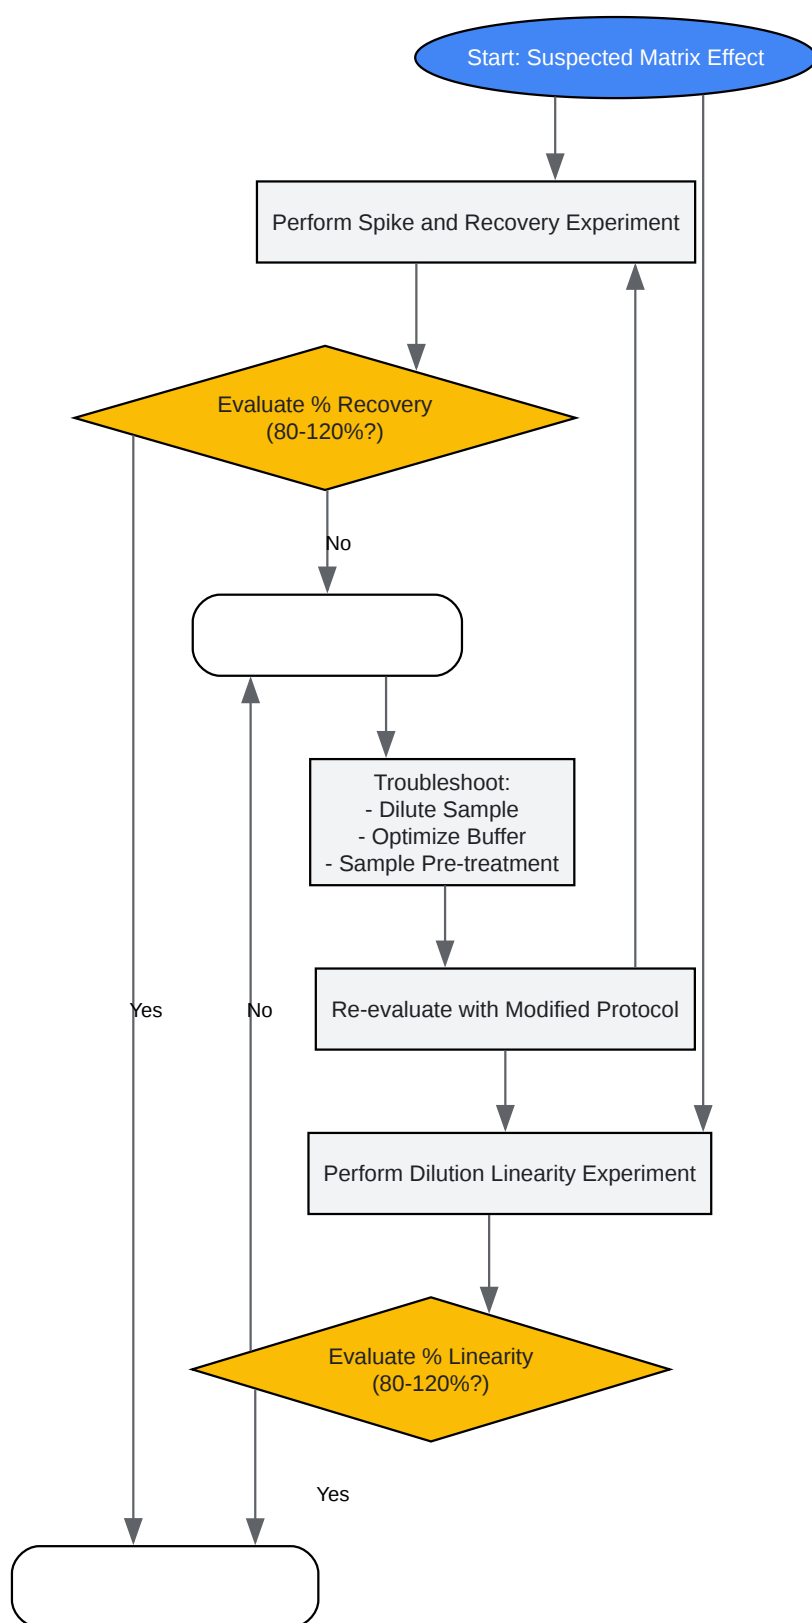 Start: Suspected Matrix Effect
Perform Spike and Recovery Experiment
Evaluate % Recovery
(80-120%?)
No
Troubleshoot:
- Dilute Sample
- Optimize Buffer
- Sample Pre-treatment
Yes
No
Re-evaluate with Modified Protocol
Perform Dilution Linearity Experiment
Evaluate % Linearity
(80-120%?)
Yes